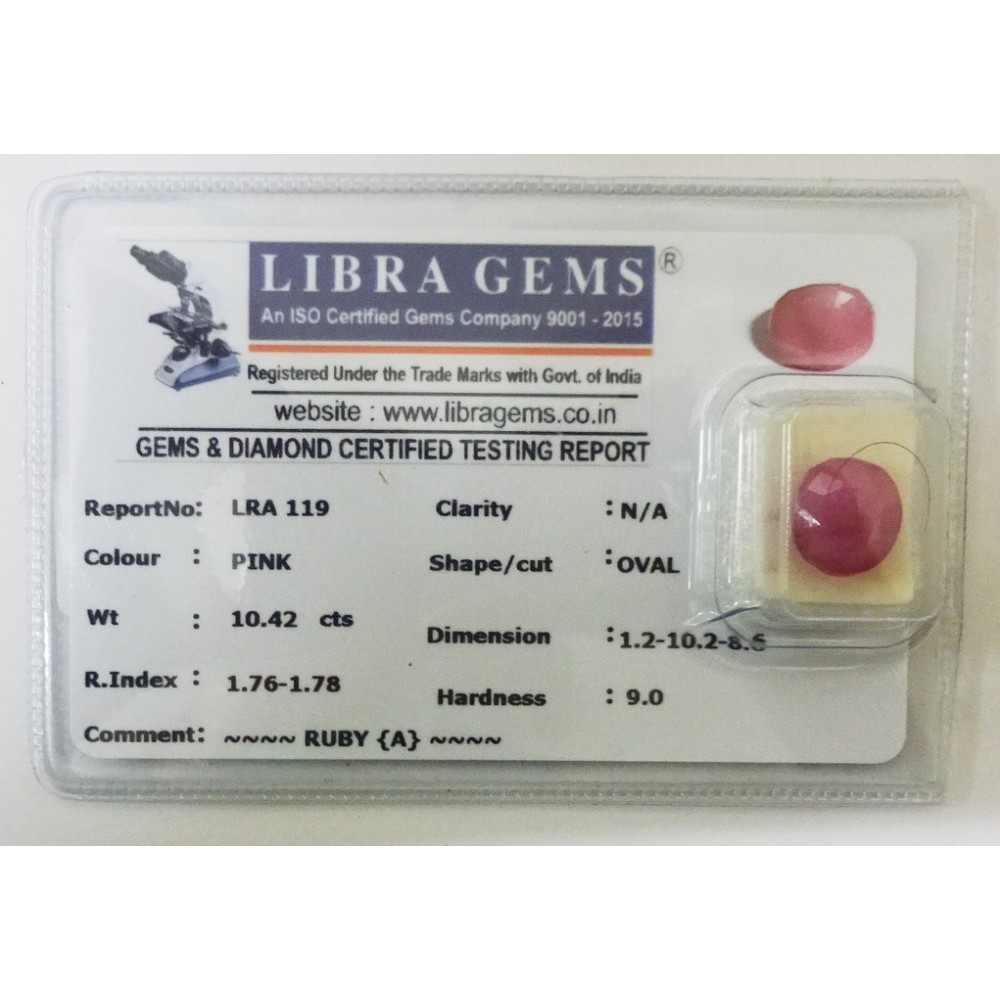 LIBRA GEMS®
An ISO Certified Gems Company 9001 - 2015
Registered Under the Trade Marks with Govt. of India
website : www.libragems.co.in
GEMS & DIAMOND CERTIFIED TESTING REPORT
ReportNo: LRA 119 Clarity : N/A
Colour : PINK Shape/cut : OVAL
Wt : 10.42 cts Dimension : 1.2-10.2-8.6
R.Index : 1.76-1.78 Hardness : 9.0
Comment: ~~~~ RUBY {A} ~~~~